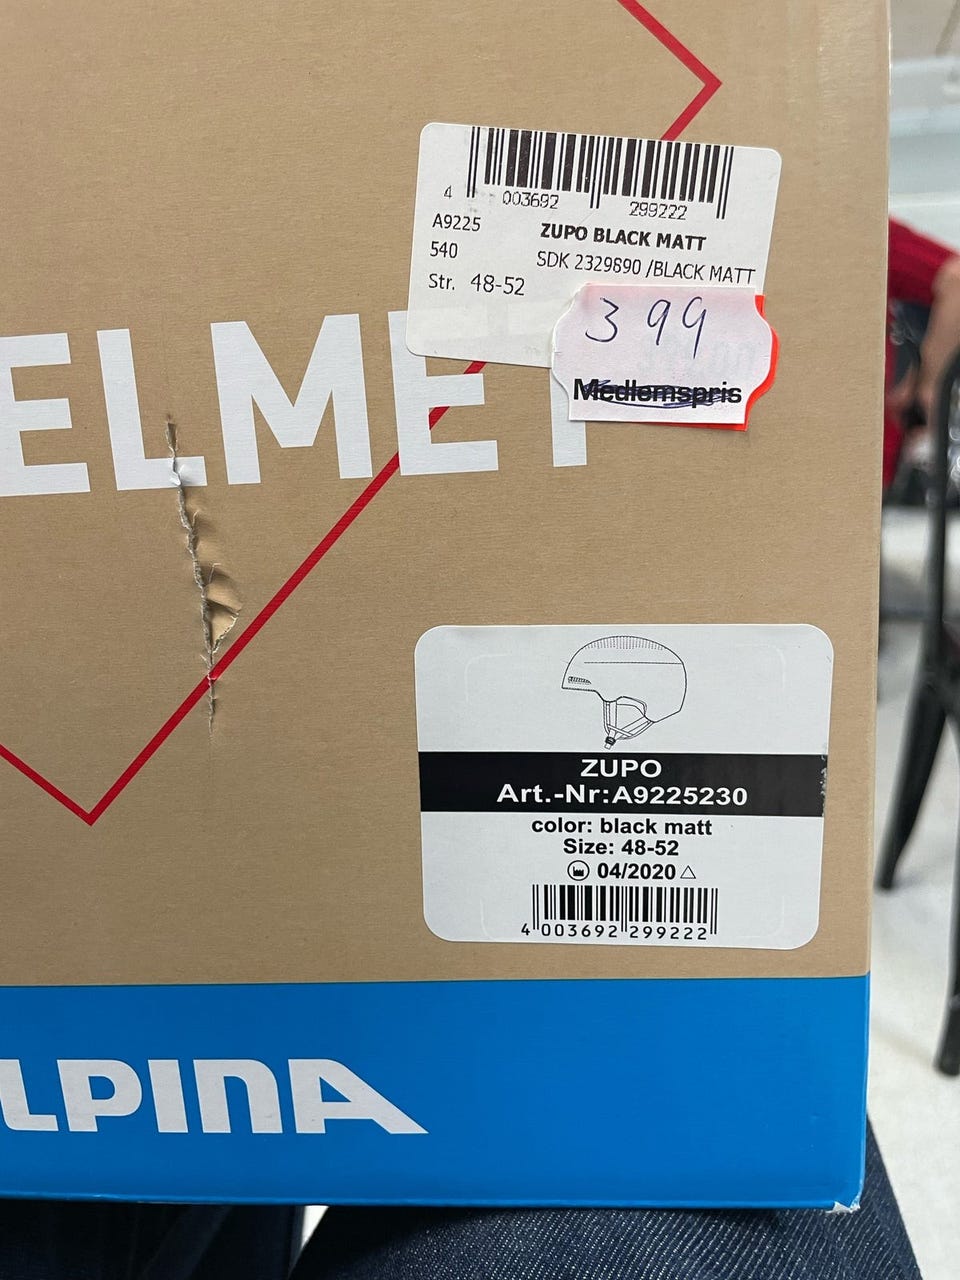 4 003692 299222
A9225
540
Str. 48-52
ZUPO BLACK MATT
SDK 2329890 /BLACK MATT
399
Medlemspris
ELMET
ZUPO
Art.-Nr:A9225230
color: black matt
Size: 48-52
04/2020
4 003692 299222
LPINA